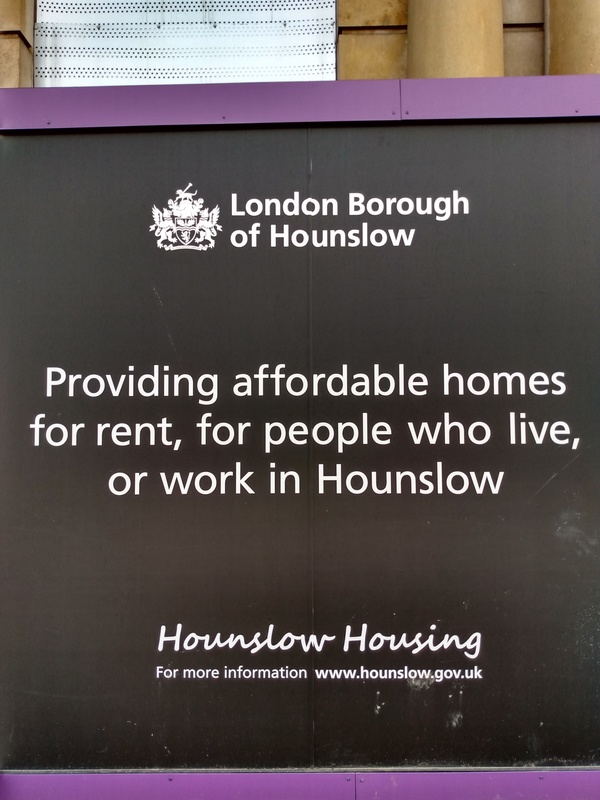 London Borough
of Hounslow
Providing affordable homes
for rent, for people who live,
or work in Hounslow
Hounslow Housing
For more information www.hounslow.gov.uk